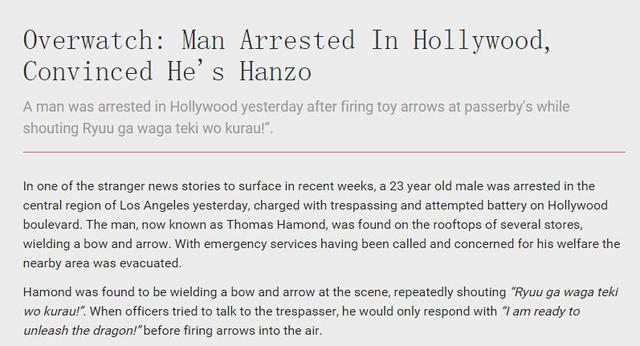 Overwatch: Man Arrested In Hollywood,
Convinced He's Hanzo
A man was arrested in Hollywood yesterday after firing toy arrows at passerby's while
shouting Ryuu ga waga teki wo kurau!”.
In one of the stranger news stories to surface in recent weeks, a 23 year old male was arrested in the
central region of Los Angeles yesterday, charged with trespassing and attempted battery on Hollywood
boulevard. The man, now known as Thomas Hamond, was found on the rooftops of several stores,
wielding a bow and arrow. With emergency services having been called and concerned for his welfare the
nearby area was evacuated.
Hamond was found to be wielding a bow and arrow at the scene, repeatedly shouting “Ryuu ga waga teki
wo kurau!”. When officers tried to talk to the trespasser, he would only respond with “I am ready to
unleash the dragon!” before firing arrows into the air.